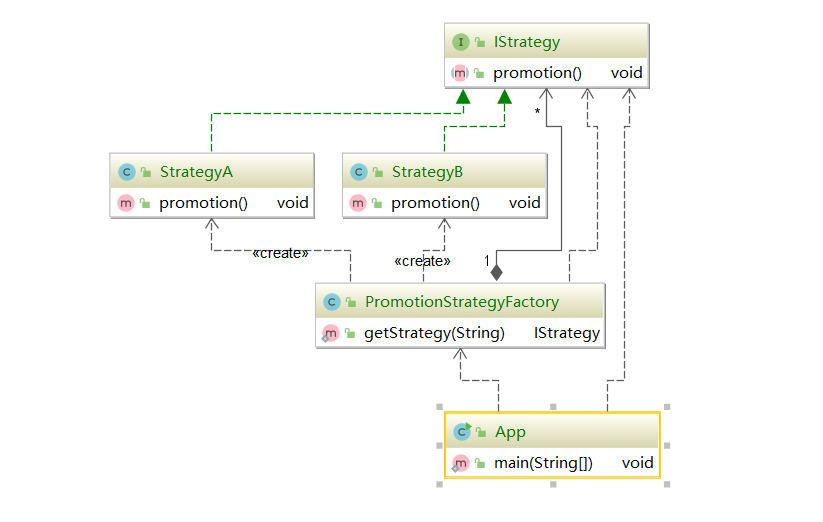 I IStrategy
m promotion() void
*
C StrategyA
m promotion() void
C StrategyB
m promotion() void
«create»
«create»
1
C PromotionStrategyFactory
m getStrategy(String) IStrategy
C App
m main(String[]) void